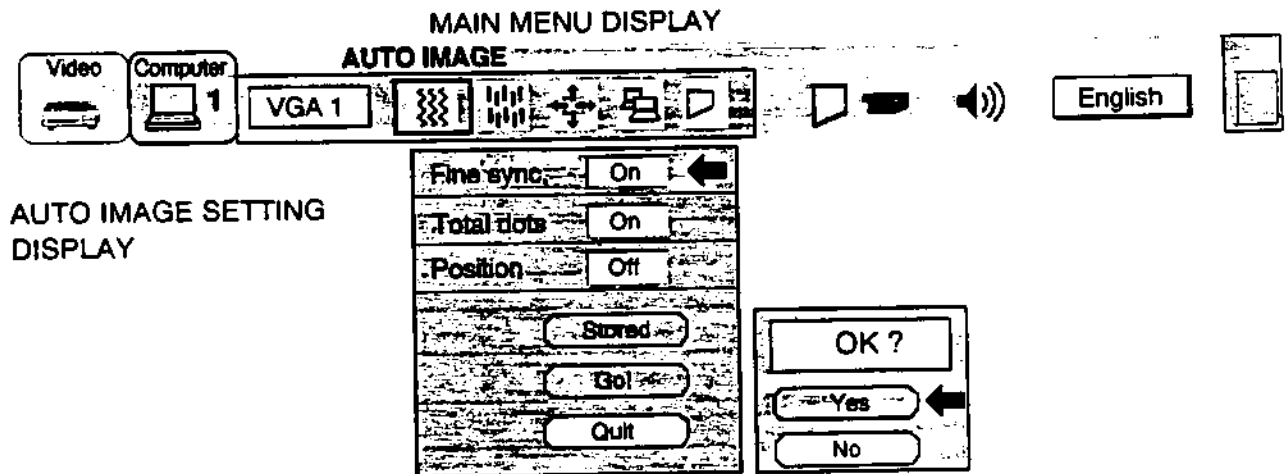 MAIN MENU DISPLAY
AUTO IMAGE
Video
Computer
1
VGA 1
English
Fine sync.
On
AUTO IMAGE SETTING
DISPLAY
Total dots
On
Position
Off
Stored
Go!
Quit
OK ?
Yes
No